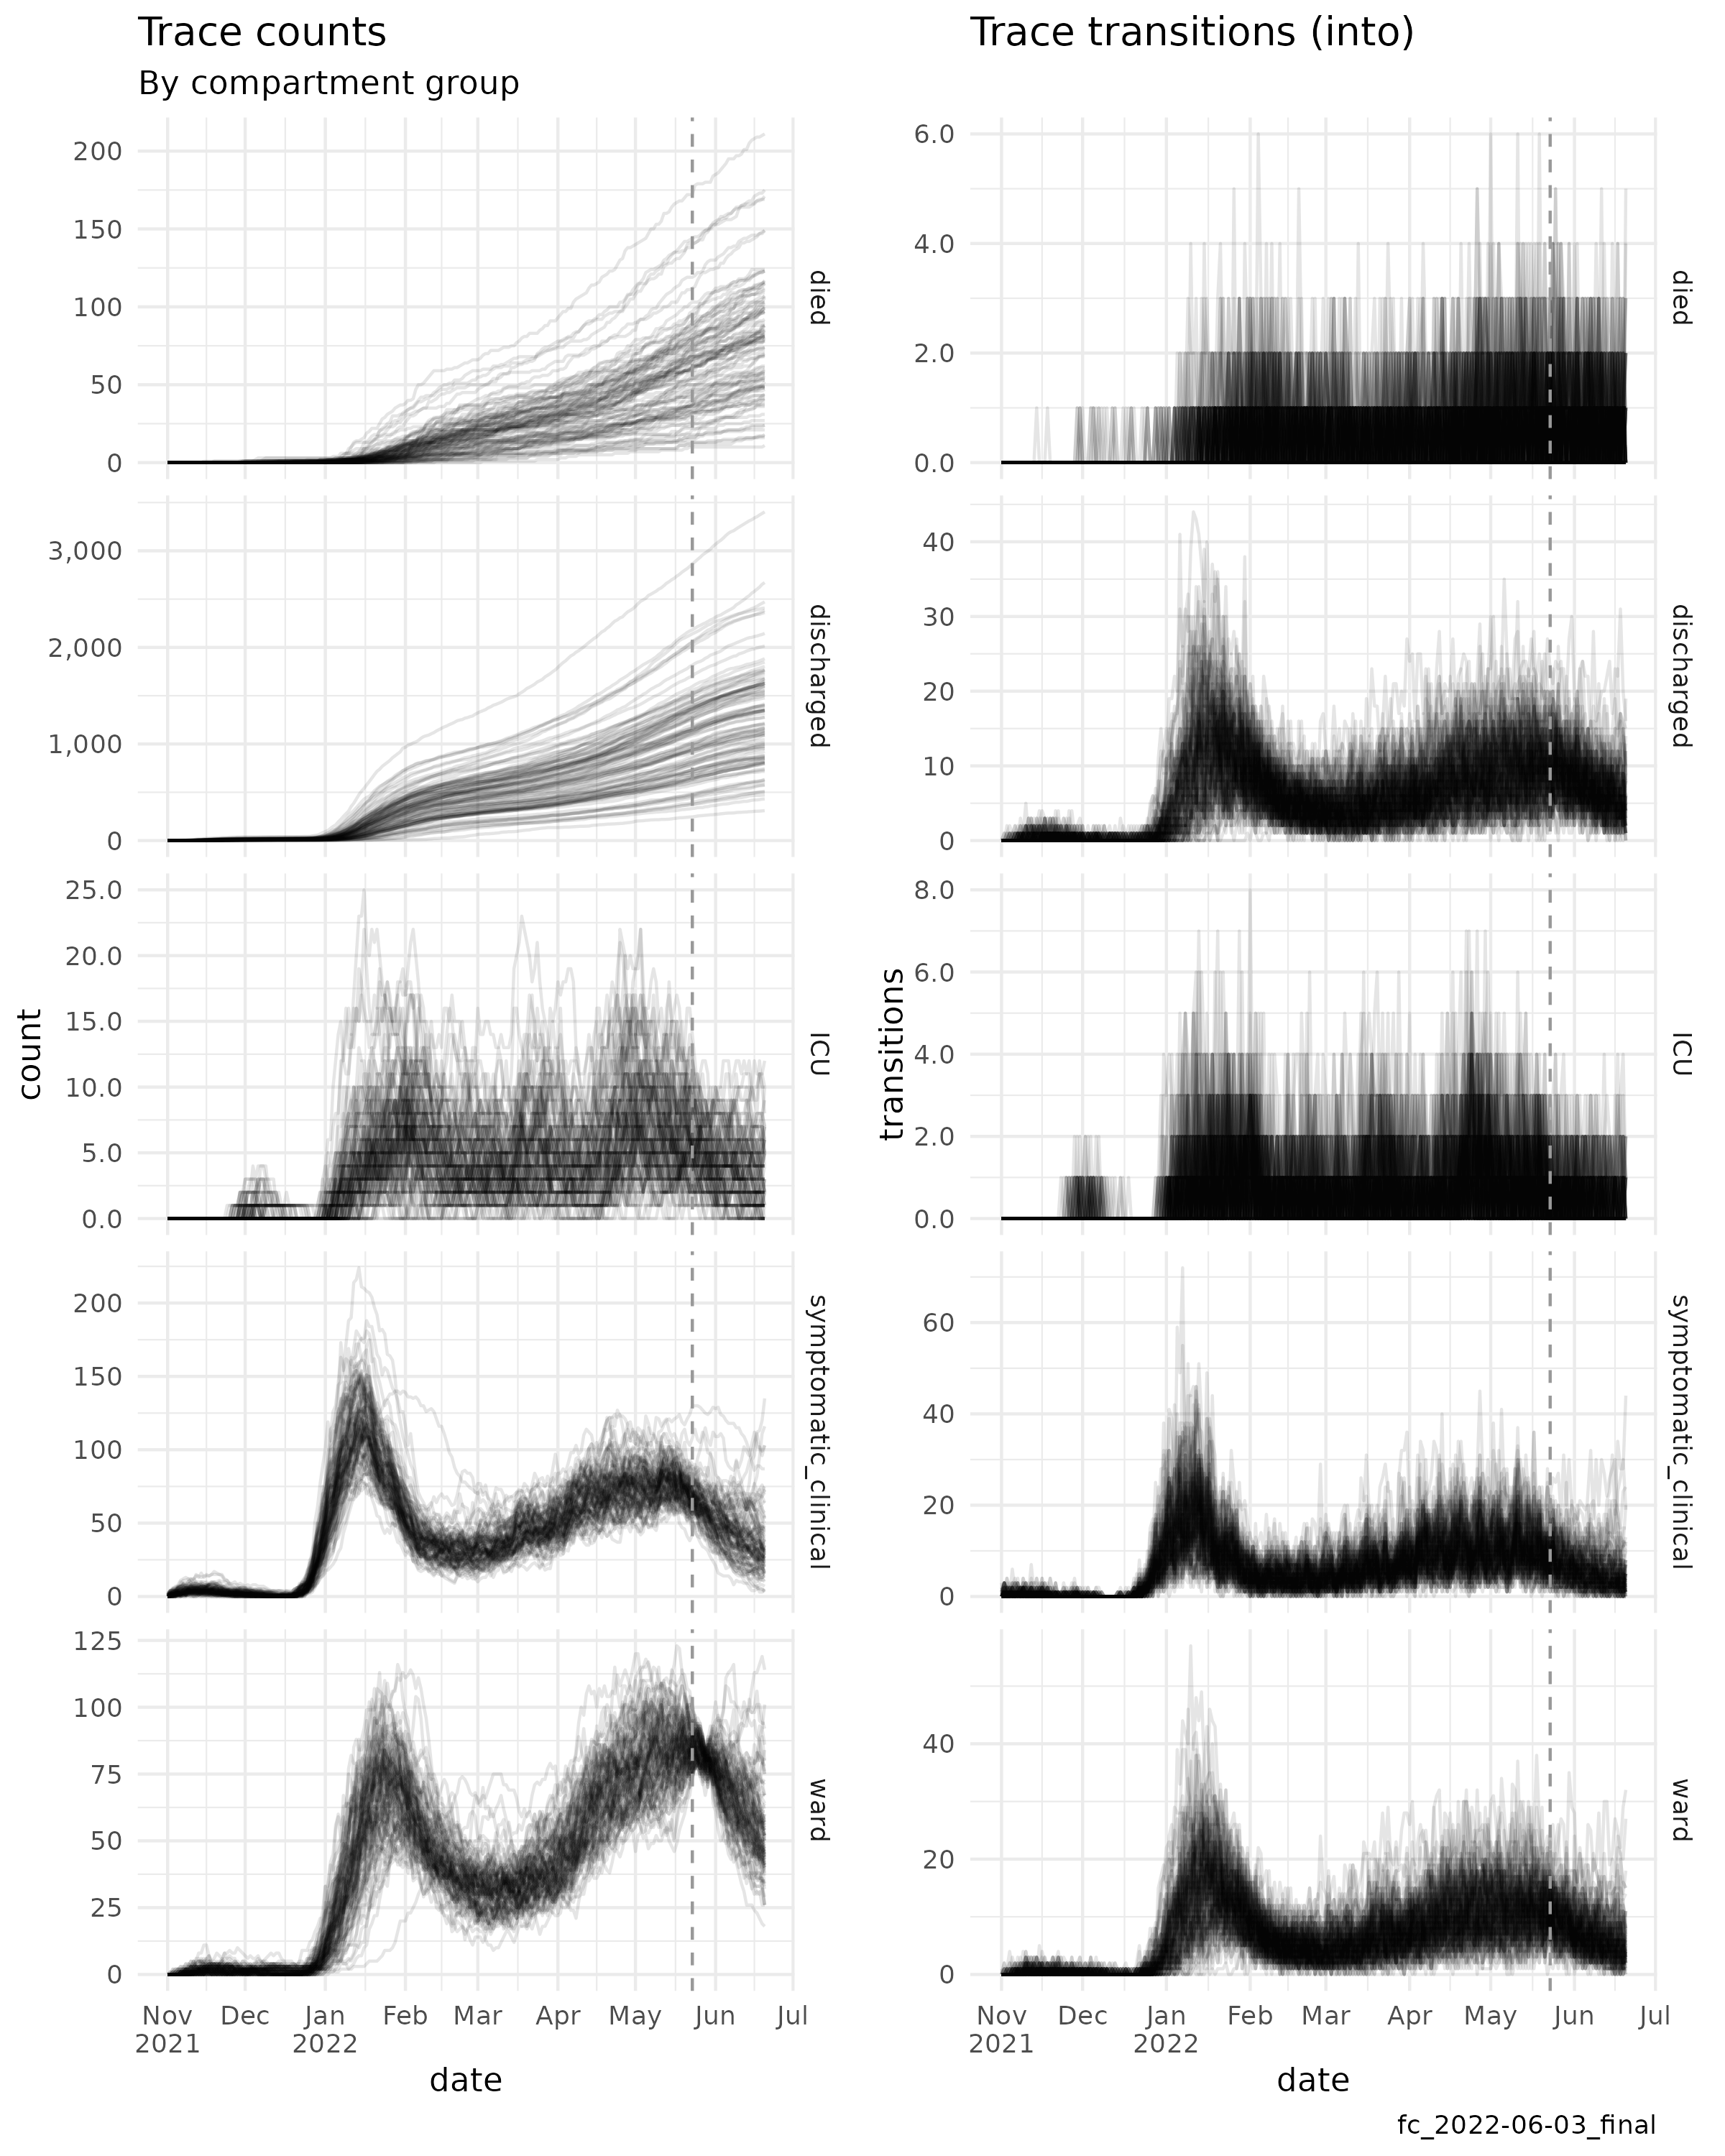 Trace counts
By compartment group
Trace transitions (into)
count
200
150
100
50
0
died
3,000
2,000
1,000
0
discharged
25.0
20.0
15.0
10.0
5.0
0.0
ICU
200
150
100
50
0
symptomatic_clinical
125
100
75
50
25
0
ward
Nov Dec Jan Feb Mar Apr May Jun Jul
2021 2022
date
transitions
6.0
4.0
2.0
0.0
died
40
30
20
10
0
discharged
8.0
6.0
4.0
2.0
0.0
ICU
60
40
20
0
symptomatic_clinical
40
20
0
ward
Nov Dec Jan Feb Mar Apr May Jun Jul
2021 2022
date
fc_2022-06-03_final